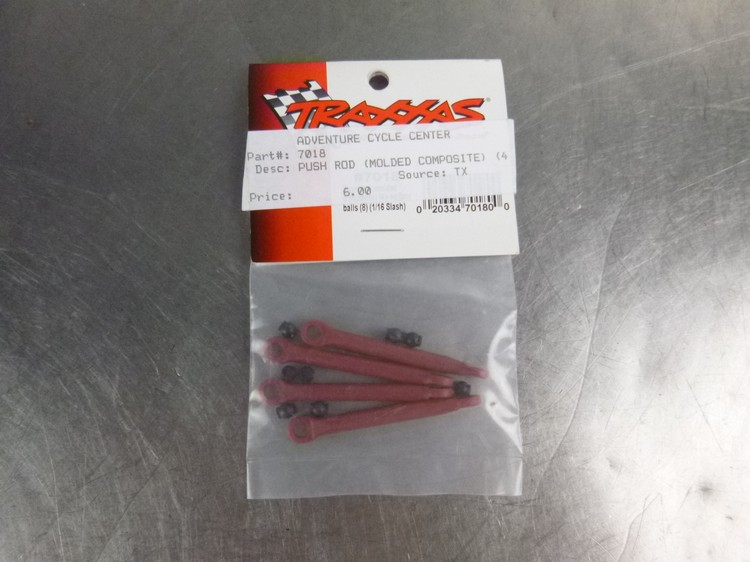 TRAXXAS
ADVENTURE CYCLE CENTER
Part#: 7018
Desc: PUSH ROD (MOLDED COMPOSITE) (4
Source: TX
Price: 6.00
balls (8) (1/16 Slash)
0 20334 70180 0